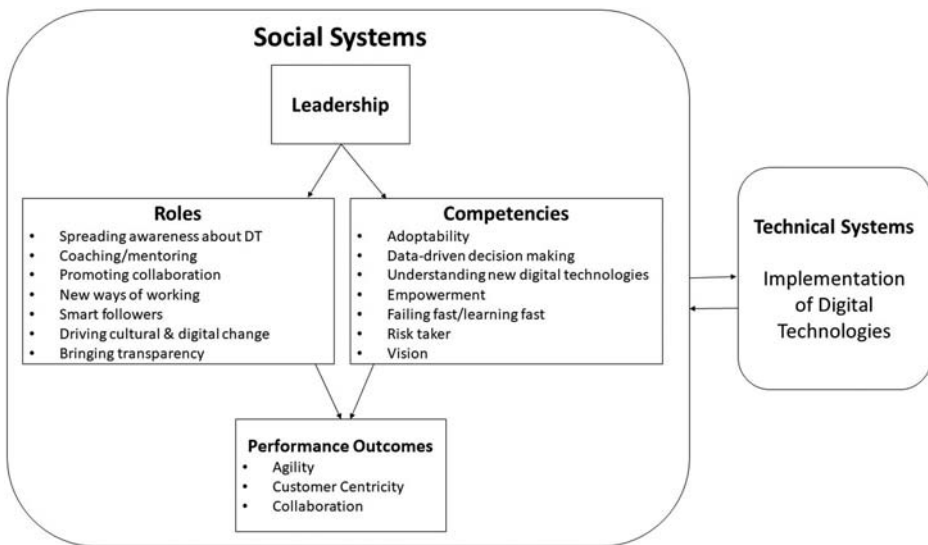 Social Systems
Leadership
Roles
• Spreading awareness about DT
• Coaching/mentoring
• Promoting collaboration
• New ways of working
• Smart followers
• Driving cultural & digital change
• Bringing transparency
Competencies
• Adoptability
• Data-driven decision making
• Understanding new digital technologies
• Empowerment
• Failing fast/learning fast
• Risk taker
• Vision
Performance Outcomes
• Agility
• Customer Centricity
• Collaboration
Technical Systems
Implementation
of Digital
Technologies